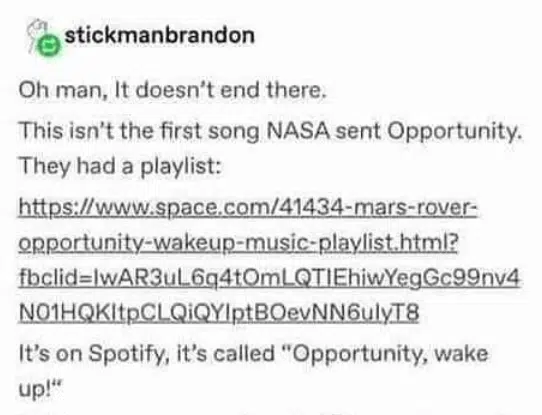 stickmanbrandon
Oh man, It doesn't end there.
This isn't the first song NASA sent Opportunity.
They had a playlist:
https://www.space.com/41434-mars-rover-
opportunity-wakeup-music-playlist.html?
fbclid=IwAR3uL6q4tOmLQTIEhiwYegGc99nv4
N01HQKItpCLQiQYIptBOevNN6ulyT8
It's on Spotify, it's called "Opportunity, wake
up!"